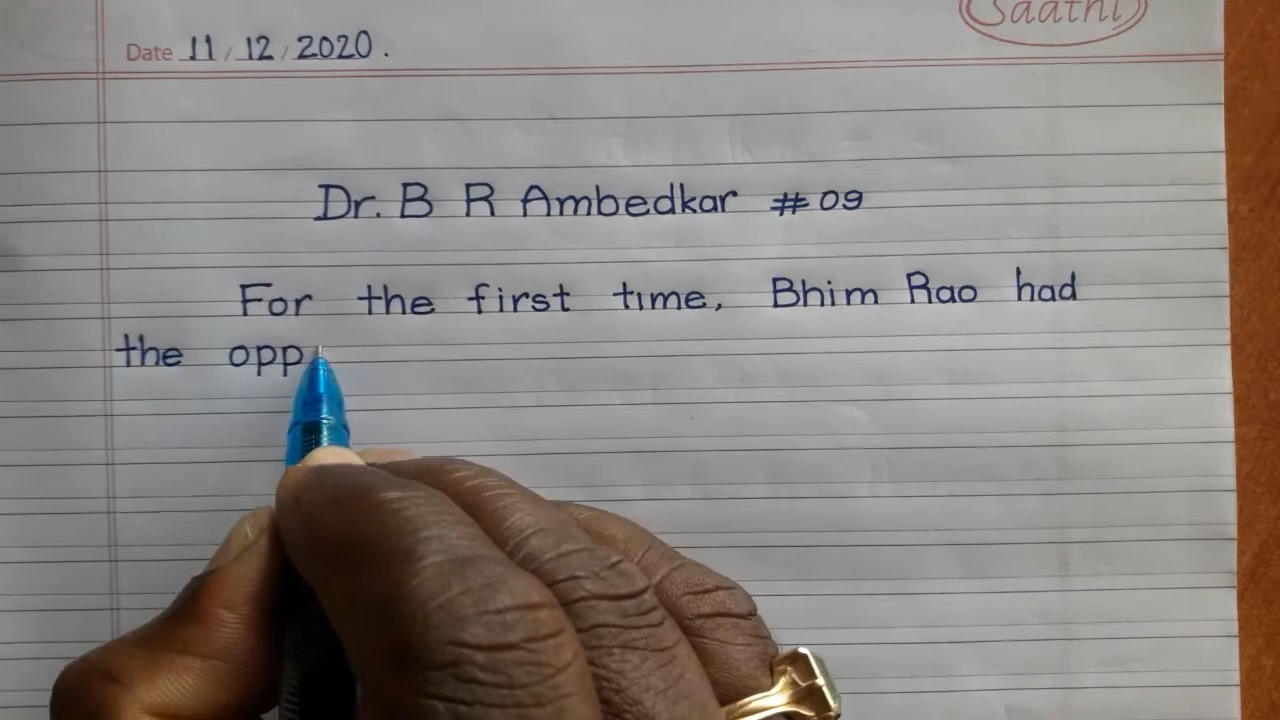 Saathi
Date 11/12/2020.
Dr. B R Ambedkar #09
For the first time, Bhim Rao had
the opp